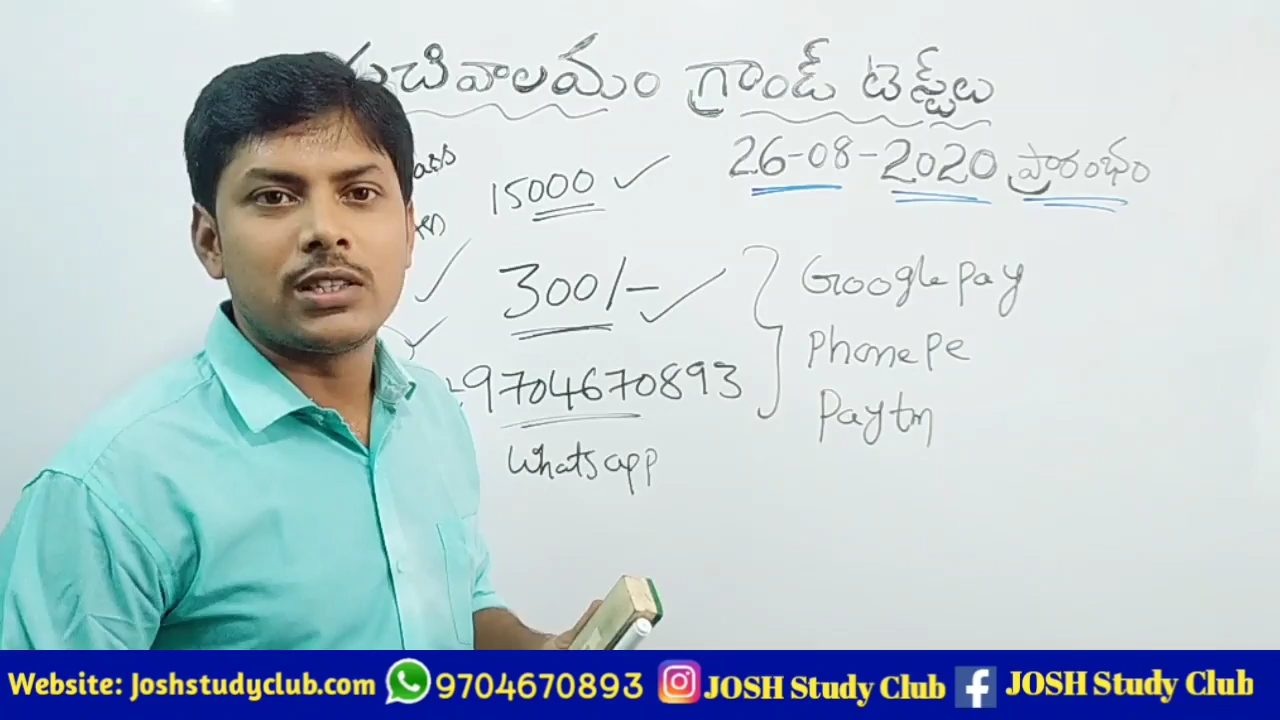 సచివాలయం గ్రాండ్ టెస్ట్‌లు
26-08-2020 ప్రారంభం
15000
300/-
9704670893
Whatsapp
Google pay
Phone pe
Paytm
Website: Joshstudyclub.com 9704670893 JOSH Study Club JOSH Study Club